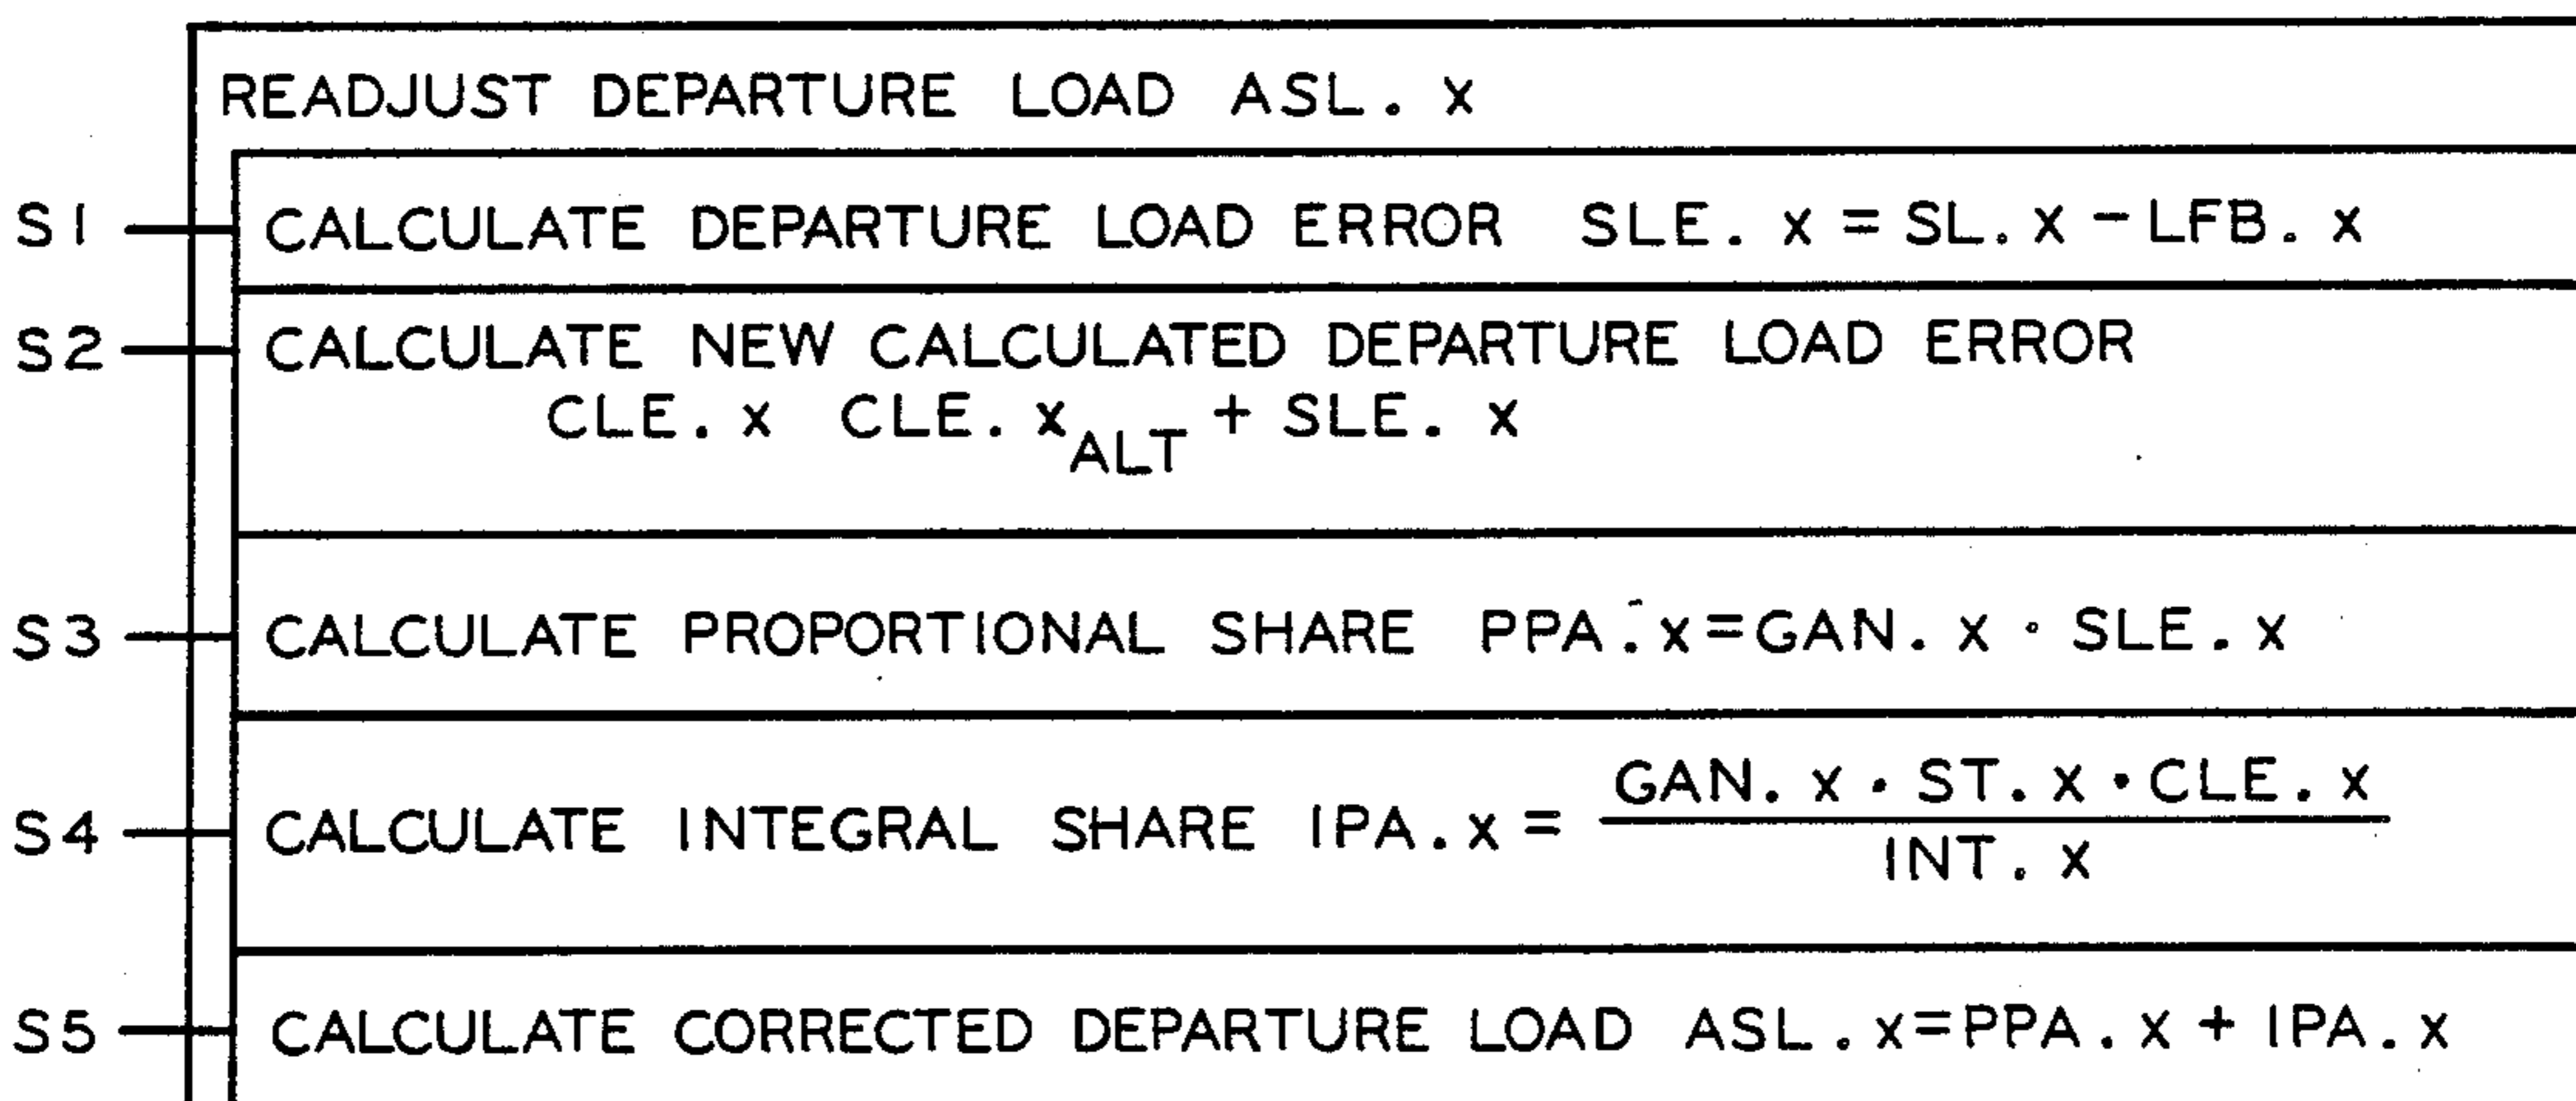 READJUST DEPARTURE LOAD ASL. x
S1 CALCULATE DEPARTURE LOAD ERROR SLE. x = SL. x - LFB. x
S2 CALCULATE NEW CALCULATED DEPARTURE LOAD ERROR
CLE. x CLE. x ALT + SLE. x
S3 CALCULATE PROPORTIONAL SHARE PPA. x = GAN. x · SLE. x
GAN. x · ST. x · CLE. x
S4 CALCULATE INTEGRAL SHARE IPA. x =
INT. x
S5 CALCULATE CORRECTED DEPARTURE LOAD ASL. x = PPA. x + IPA. x